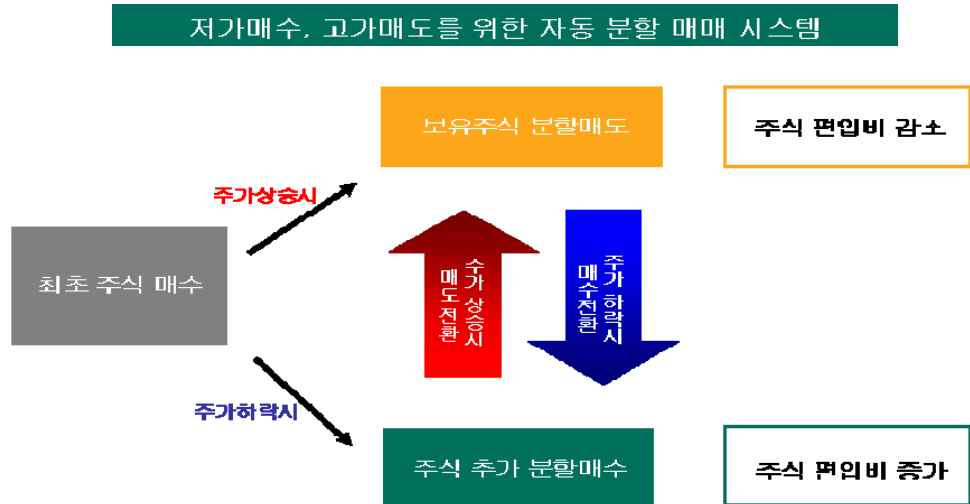 저가매수, 고가매도를 위한 자동 분할 매매 시스템
보유주식 분할매도
주식 편입비 감소
주가상승시
최초 주식 매수
주가 상승시
매도전환
주가 하락시
매수전환
주가하락시
주식 추가 분할매수
주식 편입비 증가